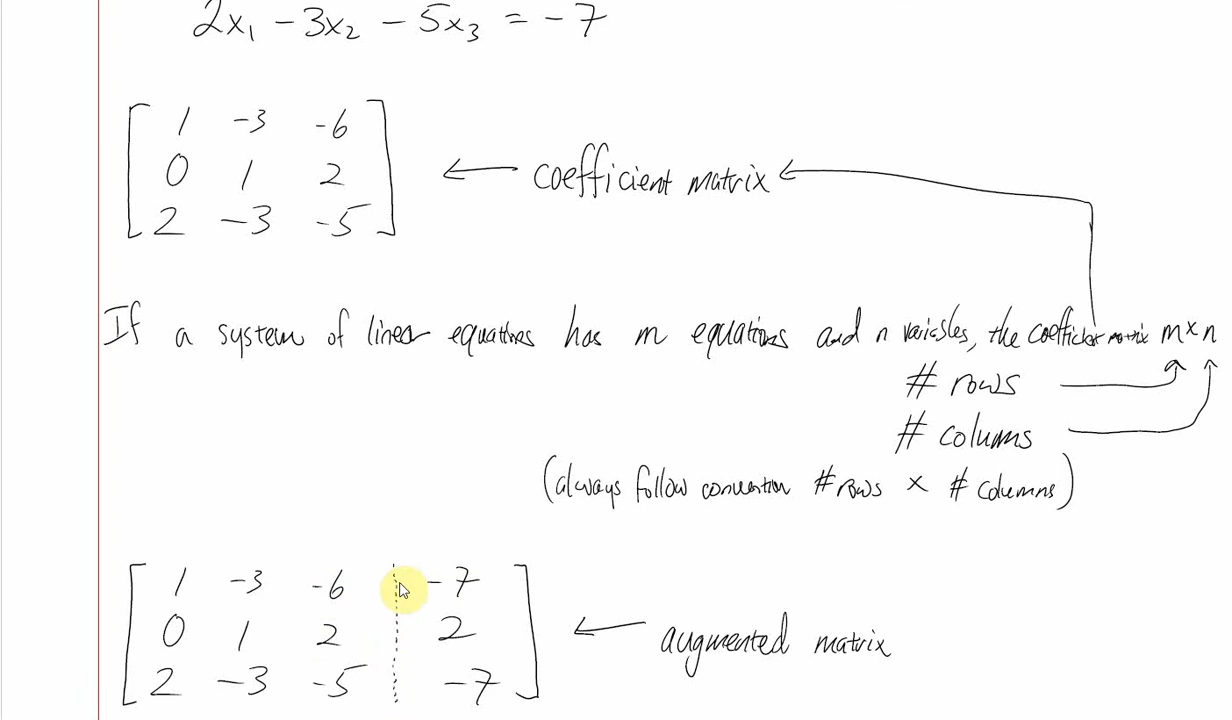 2x₁ - 3x₂ - 5x₃ = -7
1 -3 -6
0 1 2 ← coefficient matrix
2 -3 -5
If a system of linear equations has m equations and n variables, the coefficient matrix m×n
# rows
# colums
(always follow convention # rows × # columns)
1 -3 -6 -7
0 1 2 2 ← augmented matrix
2 -3 -5 -7